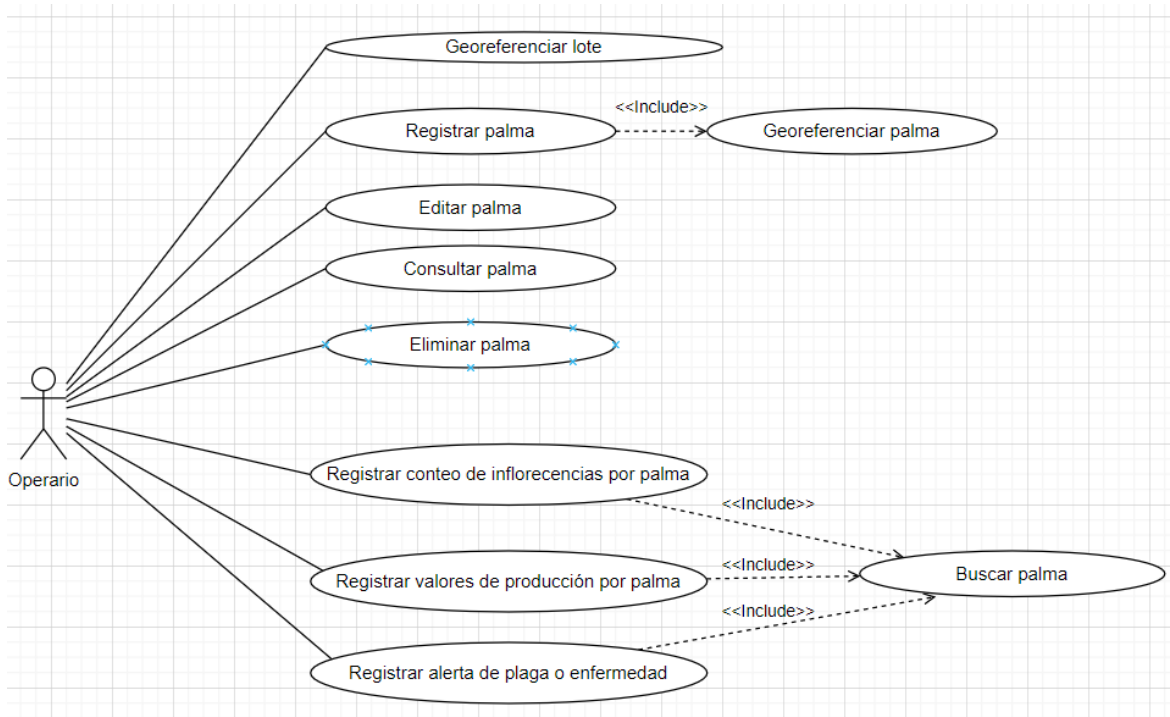 Georeferenciar lote
<<Include>>
Registrar palma
Georeferenciar palma
Editar palma
Consultar palma
Eliminar palma
Operario
Registrar conteo de inflorecencias por palma
<<Include>>
<<Include>>
Registrar valores de producción por palma
Buscar palma
<<Include>>
Registrar alerta de plaga o enfermedad